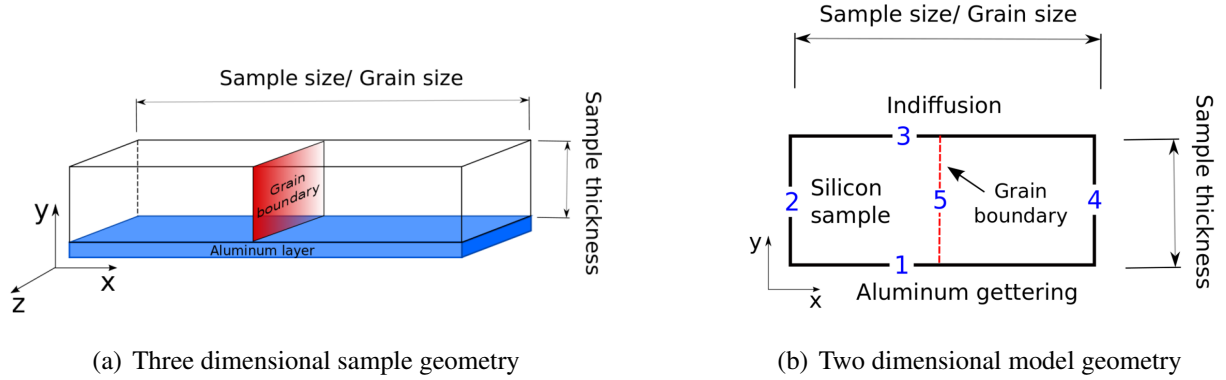 Sample size/ Grain size
Sample thickness
Grain
boundary
Aluminum layer
y
x
z
(a) Three dimensional sample geometry
Sample size/ Grain size
Indiffusion
3
Sample thickness
Silicon
sample
2
5
Grain
boundary
4
y
1
x
Aluminum gettering
(b) Two dimensional model geometry